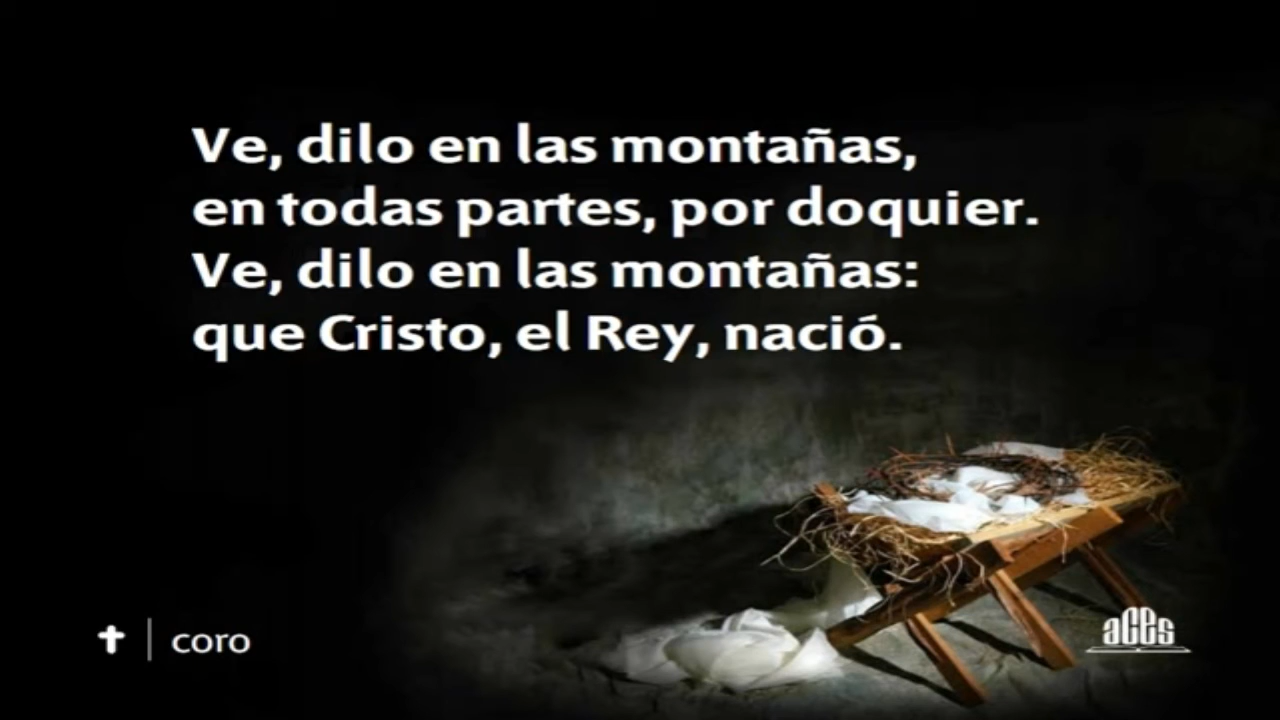 Ve, dilo en las montañas,
en todas partes, por doquier.
Ve, dilo en las montañas:
que Cristo, el Rey, nació.
coro
aces